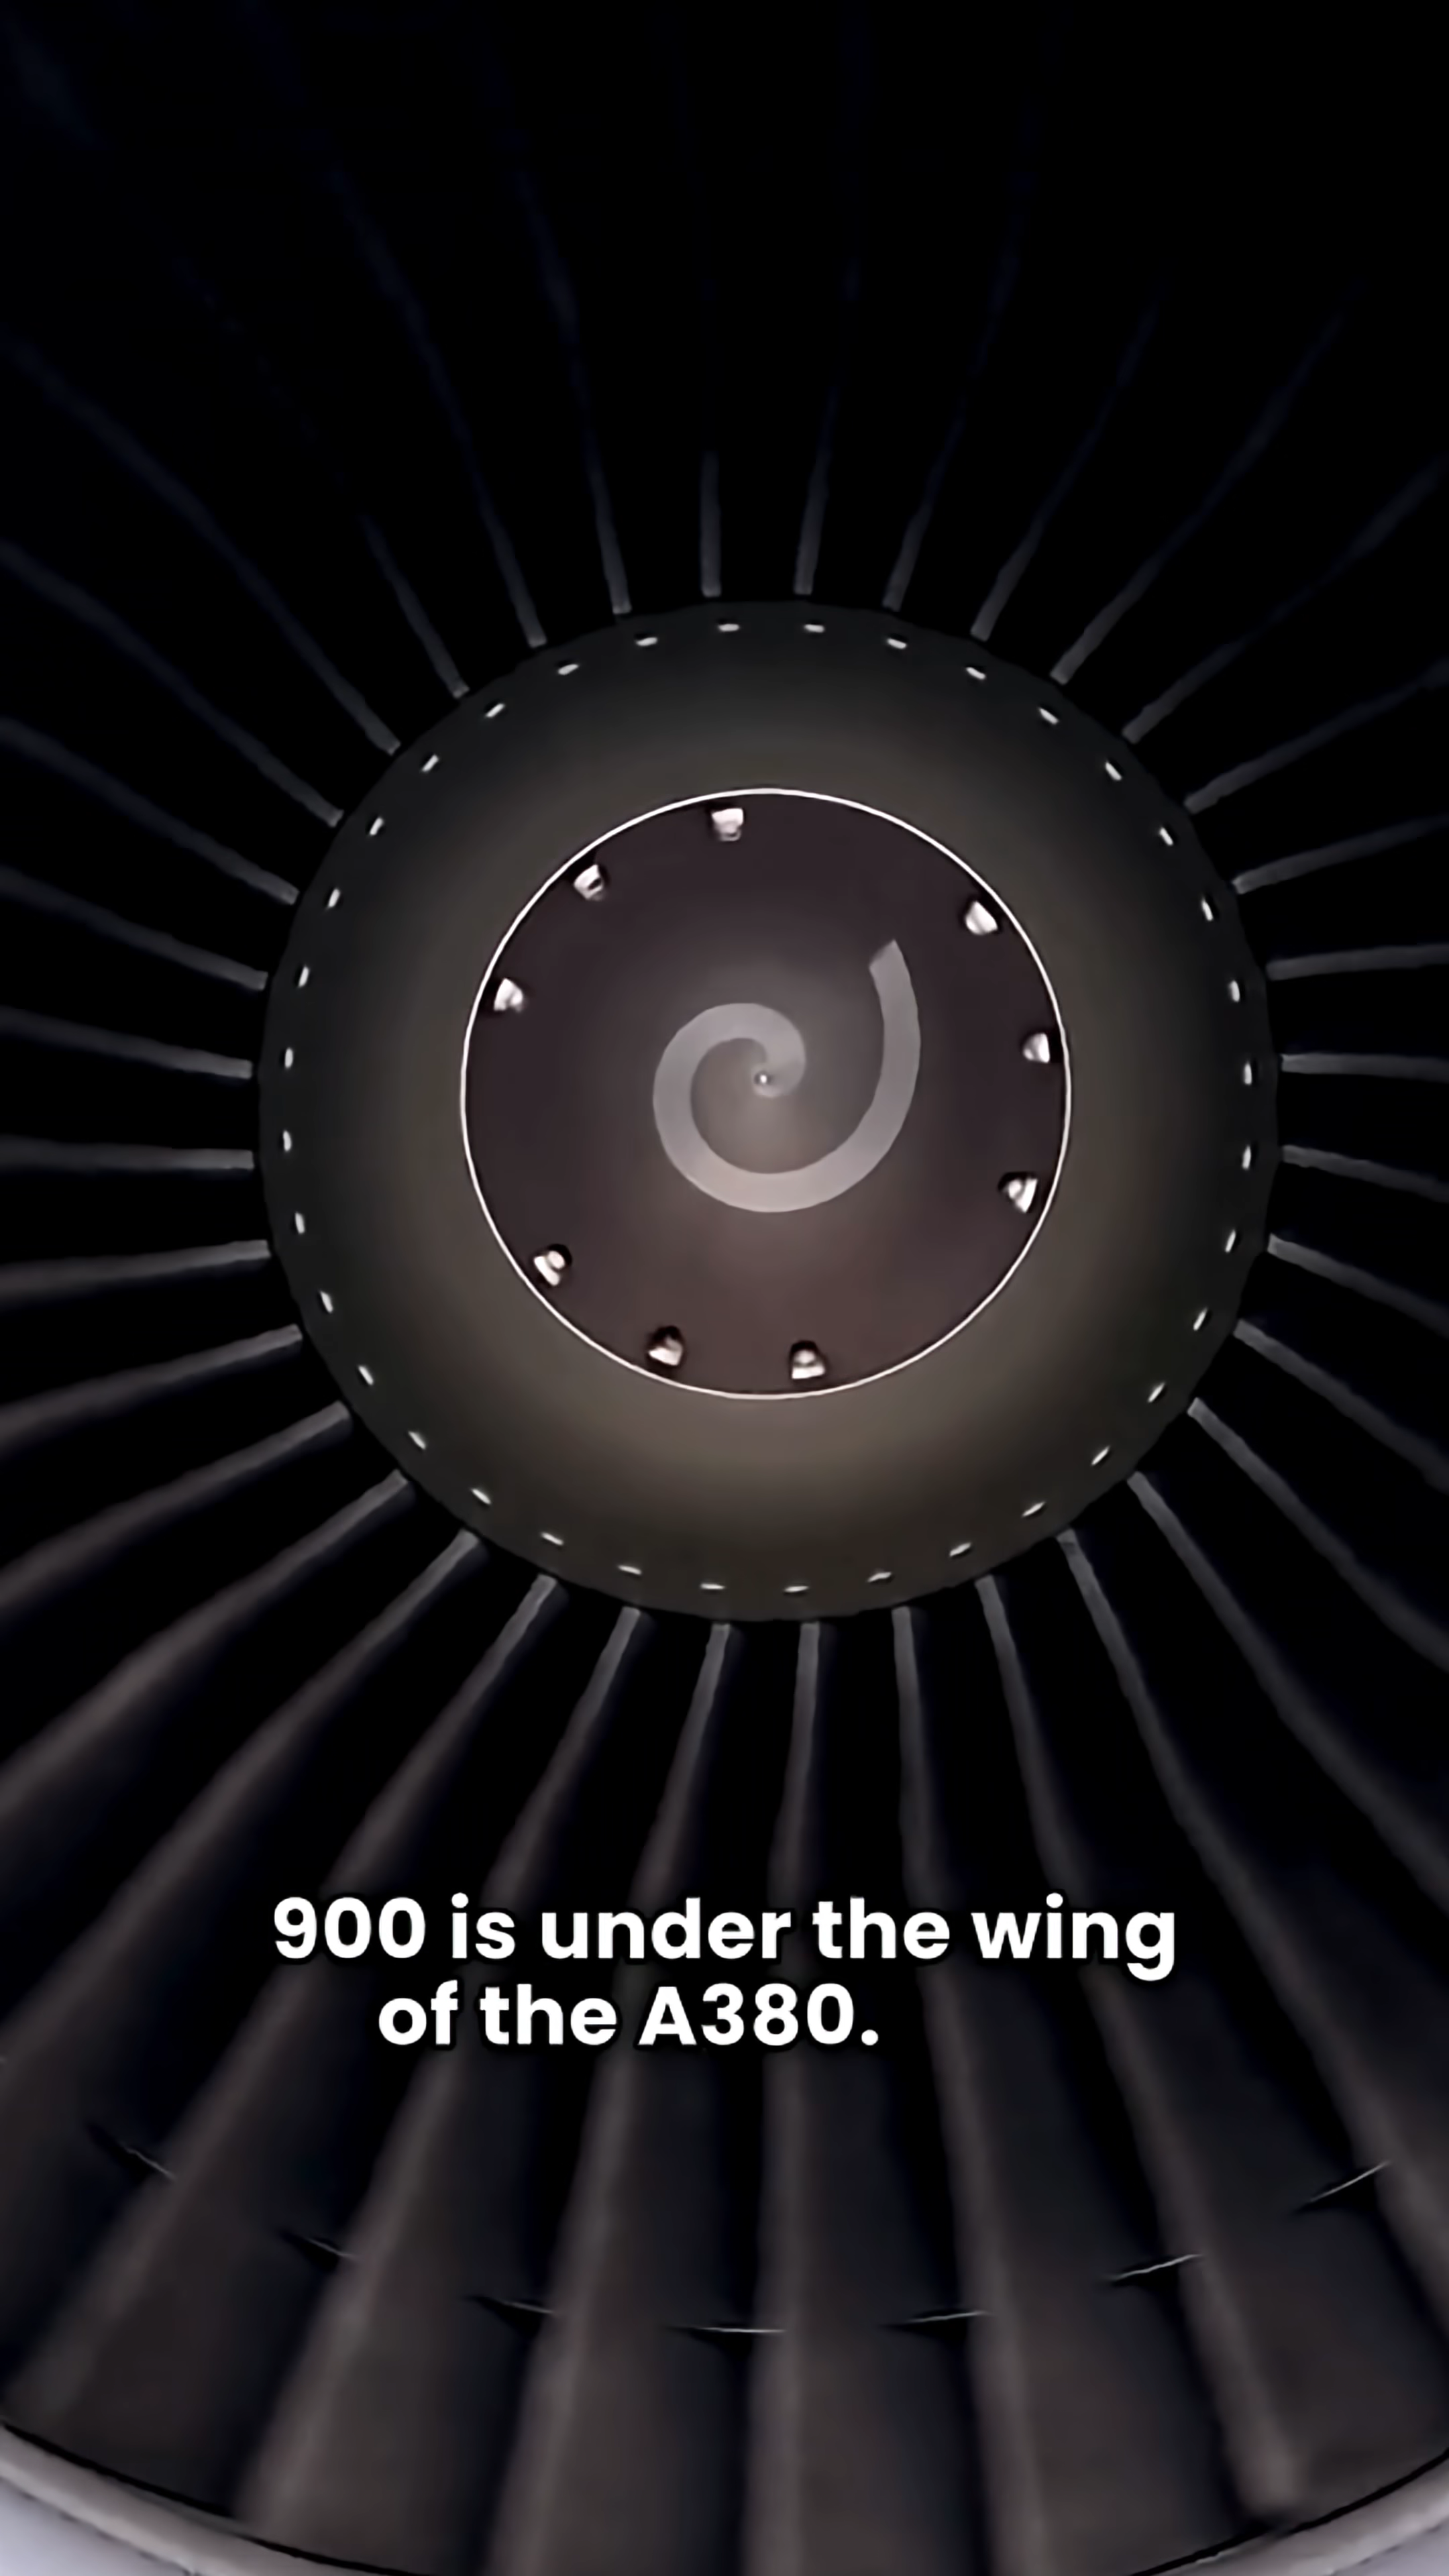 900 is under the wing
of the A380.